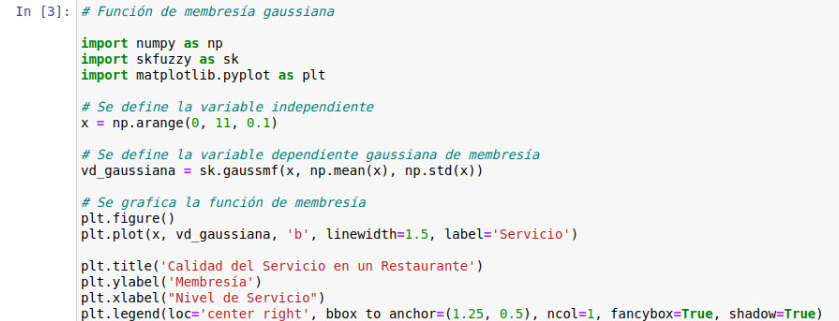 In [3]: # Función de membresía gaussiana
import numpy as np
import skfuzzy as sk
import matplotlib.pyplot as plt
# Se define la variable independiente
x = np.arange(0, 11, 0.1)
# Se define la variable dependiente gaussiana de membresía
vd_gaussiana = sk.gaussmf(x, np.mean(x), np.std(x))
# Se grafica la función de membresía
plt.figure()
plt.plot(x, vd_gaussiana, 'b', linewidth=1.5, label='Servicio')
plt.title('Calidad del Servicio en un Restaurante')
plt.ylabel('Membresía')
plt.xlabel("Nivel de Servicio")
plt.legend(loc='center right', bbox to anchor=(1.25, 0.5), ncol=1, fancybox=True, shadow=True)